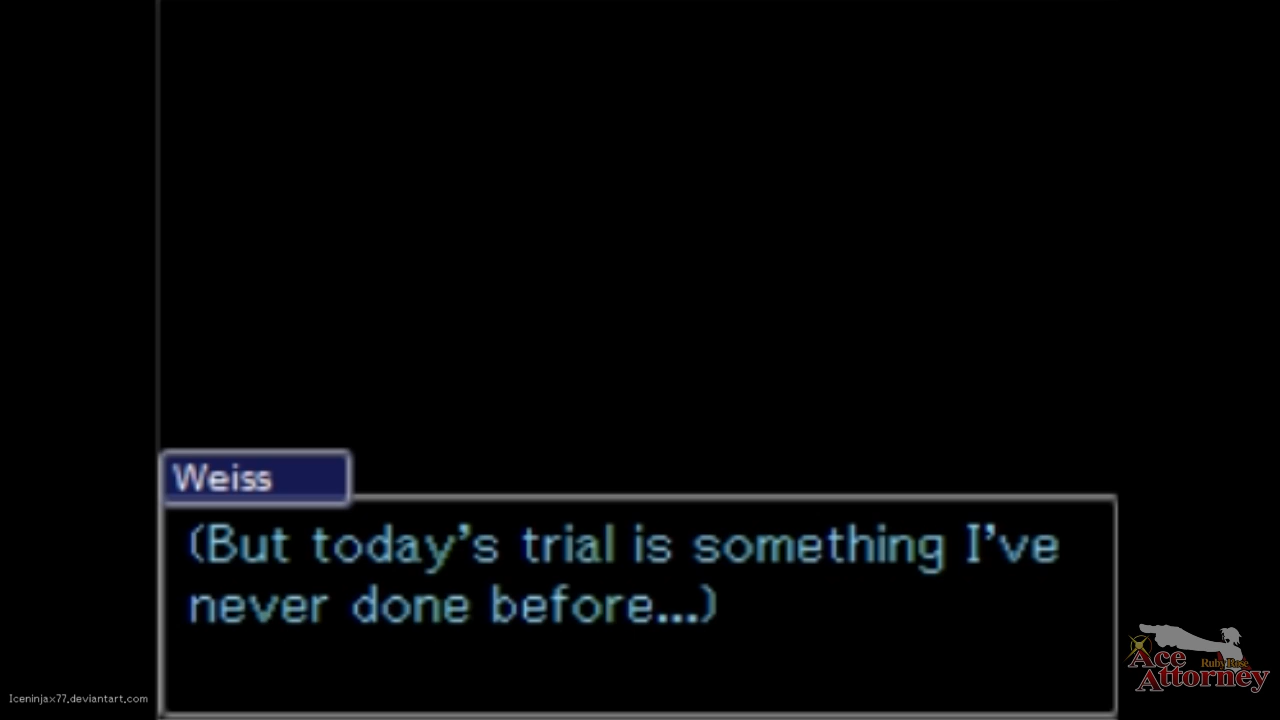 Weiss
(But today's trial is something I've
never done before...)
Iceninjax77.deviantart.com
Ace
Ruby Rose
Attorney